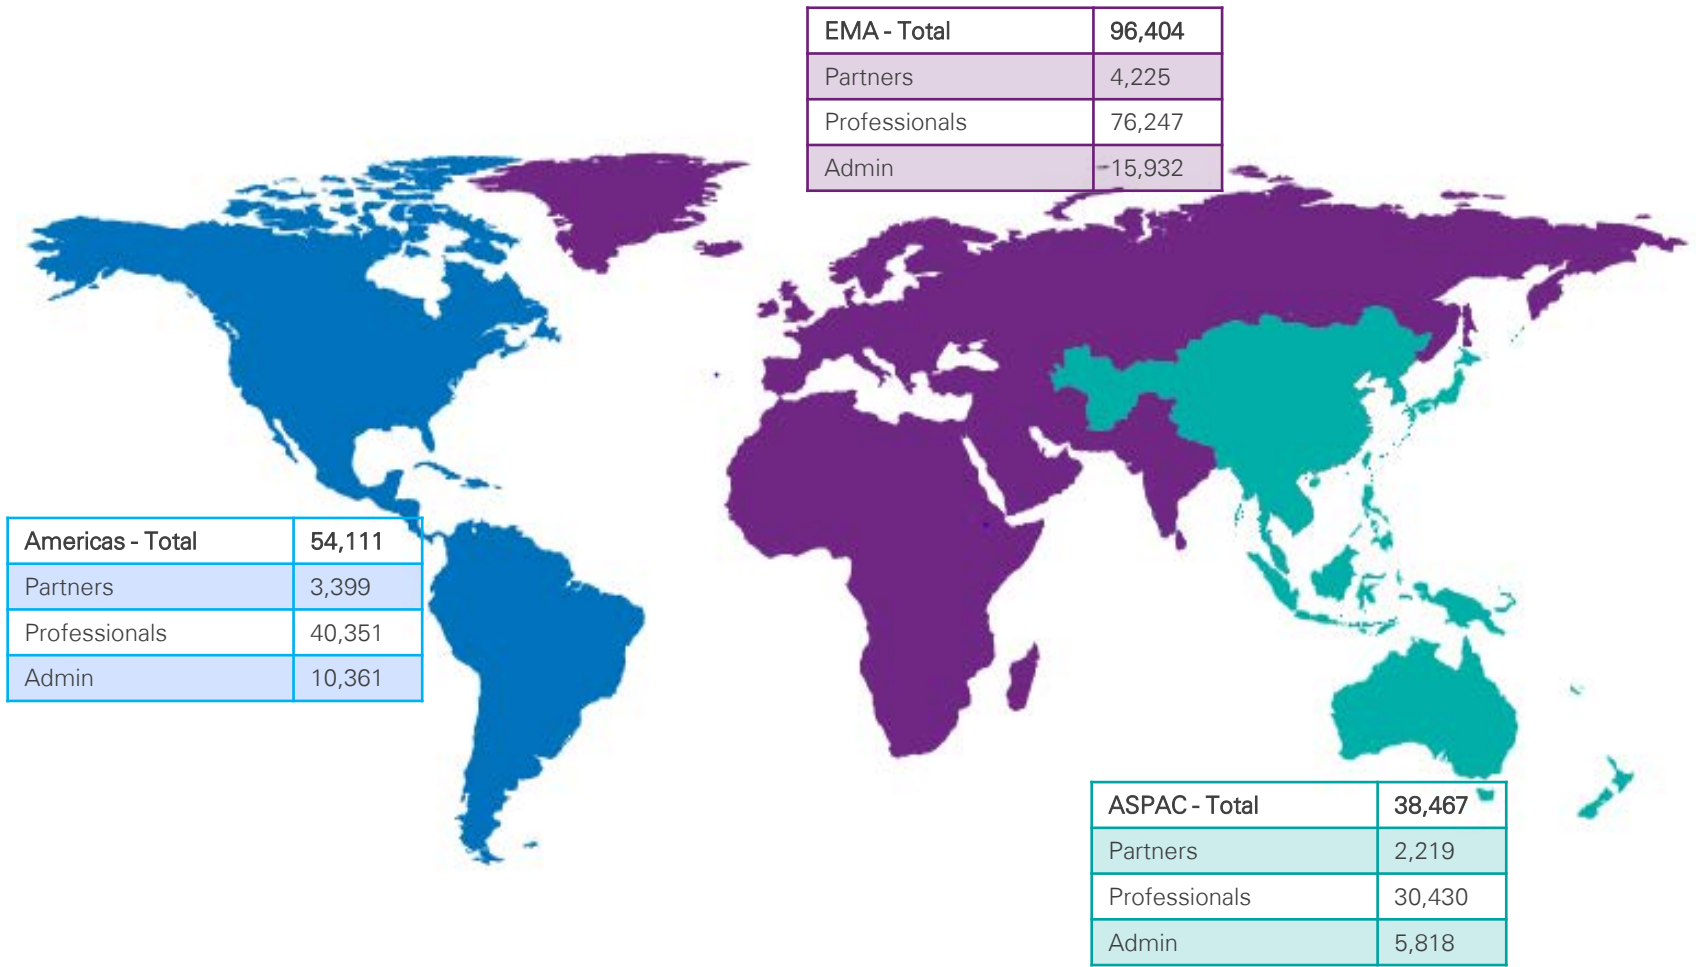 EMA - Total 96,404
Partners 4,225
Professionals 76,247
Admin 15,932
Americas - Total 54,111
Partners 3,399
Professionals 40,351
Admin 10,361
ASPAC - Total 38,467
Partners 2,219
Professionals 30,430
Admin 5,818